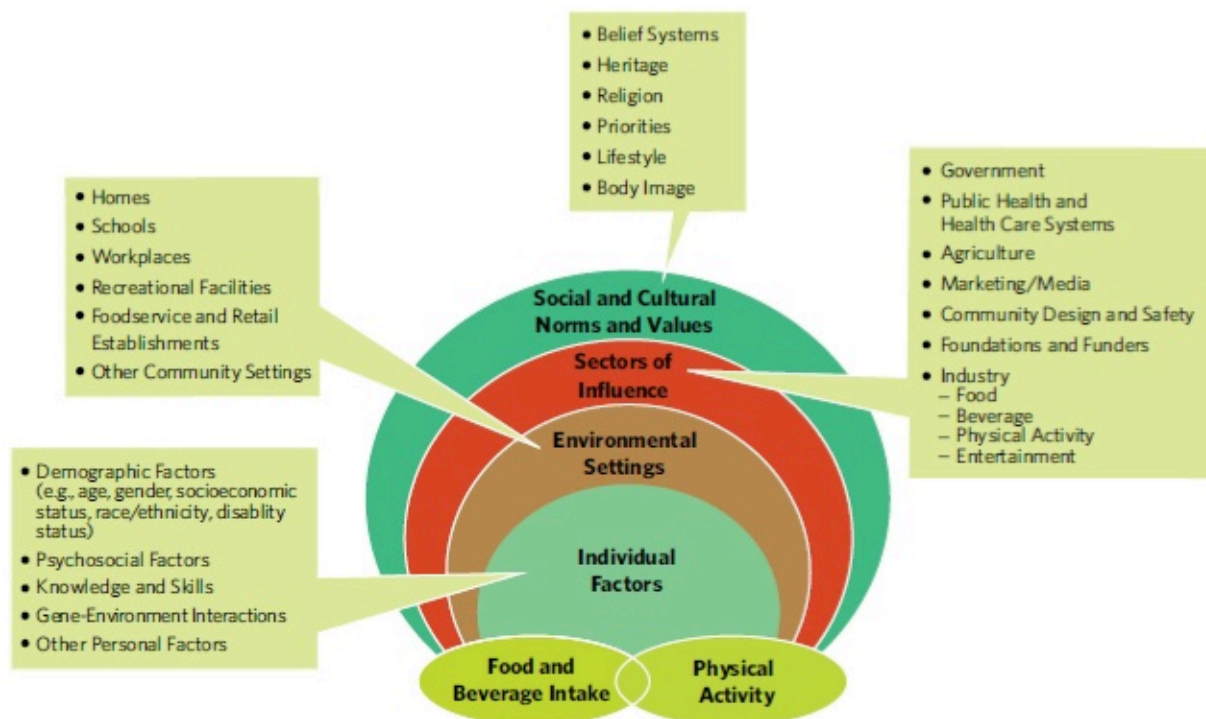 • Belief Systems
• Heritage
• Religion
• Priorities
• Lifestyle
• Body Image
• Homes
• Schools
• Workplaces
• Recreational Facilities
• Foodservice and Retail
Establishments
• Other Community Settings
• Government
• Public Health and
Health Care Systems
• Agriculture
• Marketing/Media
• Community Design and Safety
• Foundations and Funders
• Industry
– Food
– Beverage
– Physical Activity
– Entertainment
• Demographic Factors
(e.g., age, gender, socioeconomic
status, race/ethnicity, disablity
status)
• Psychosocial Factors
• Knowledge and Skills
• Gene-Environment Interactions
• Other Personal Factors
Social and Cultural
Norms and Values
Sectors of
Influence
Environmental
Settings
Individual
Factors
Food and
Beverage Intake
Physical
Activity